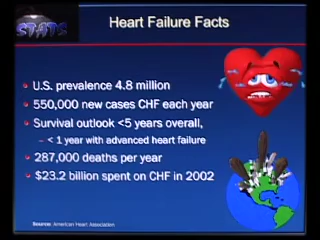 STATS
Heart Failure Facts
• U.S. prevalence 4.8 million
• 550,000 new cases CHF each year
• Survival outlook <5 years overall,
– < 1 year with advanced heart failure
• 287,000 deaths per year
• $23.2 billion spent on CHF in 2002
Source: American Heart Association